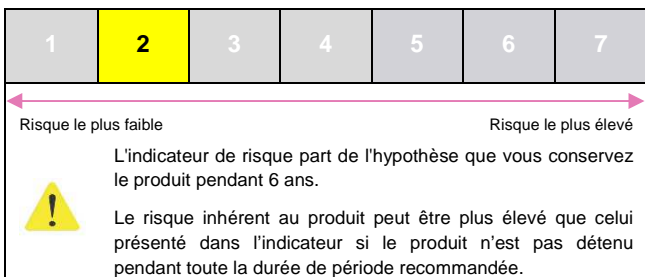 1 2 3 4 5 6 7
Risque le plus faible Risque le plus élevé
L'indicateur de risque part de l'hypothèse que vous conservez
le produit pendant 6 ans.
Le risque inhérent au produit peut être plus élevé que celui
présenté dans l’indicateur si le produit n’est pas détenu
pendant toute la durée de période recommandée.